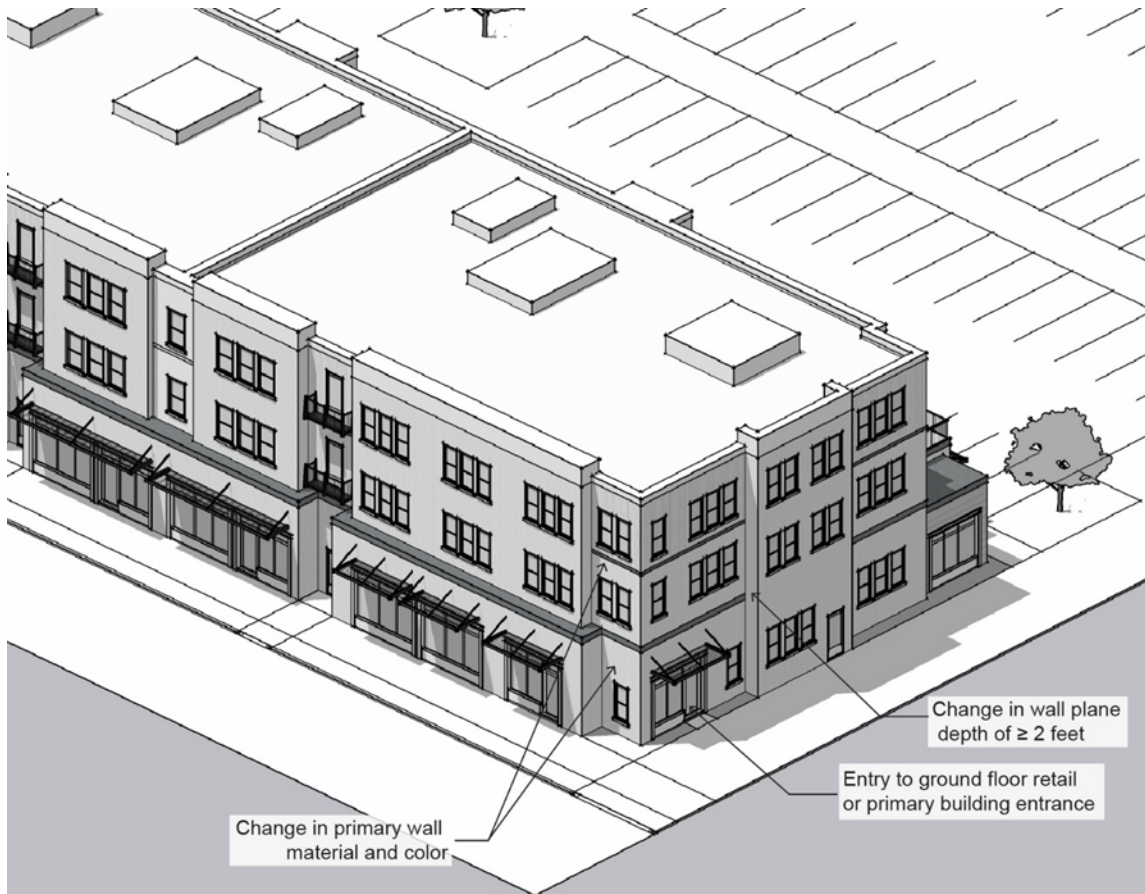 Change in wall plane
depth of ≥ 2 feet
Entry to ground floor retail
or primary building entrance
Change in primary wall
material and color